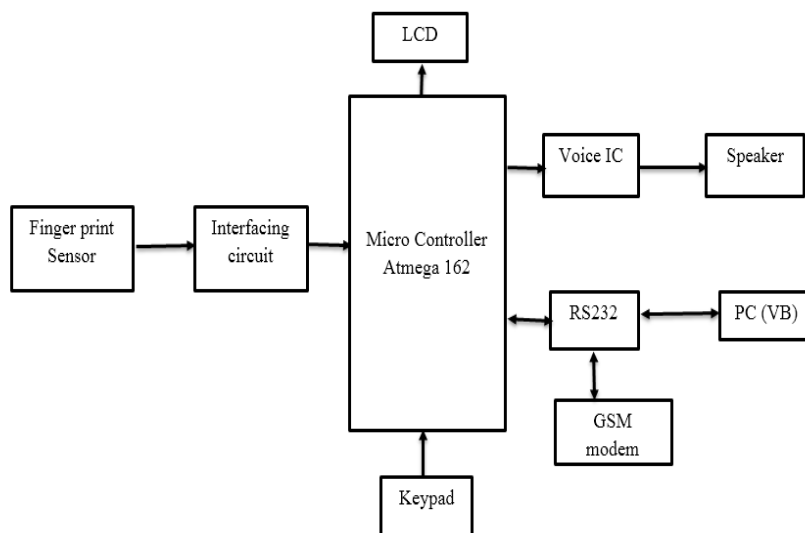 LCD
Voice IC
Speaker
Finger print
Sensor
Interfacing
circuit
Micro Controller
Atmega 162
RS232
PC (VB)
GSM
modem
Keypad